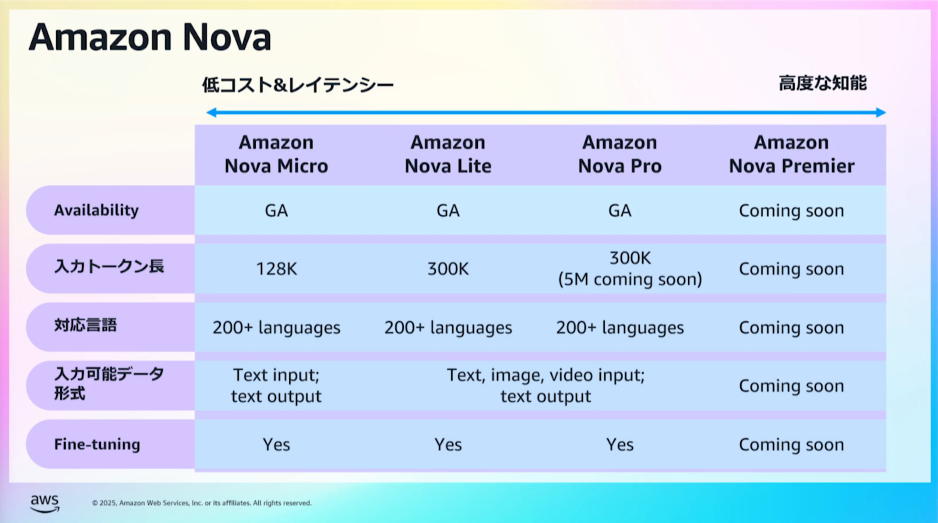 Amazon Nova
低コスト&レイテンシー
高度な知能
Amazon
Nova Micro
Amazon
Nova Lite
Amazon
Nova Pro
Amazon
Nova Premier
Availability
GA
GA
GA
Coming soon
入力トークン長
128K
300K
300K
(5M coming soon)
Coming soon
対応言語
200+ languages
200+ languages
200+ languages
Coming soon
入力可能データ
形式
Text input;
text output
Text, image, video input;
text output
Coming soon
Fine-tuning
Yes
Yes
Yes
Coming soon
aws
© 2025, Amazon Web Services, Inc. or its affiliates. All rights reserved.